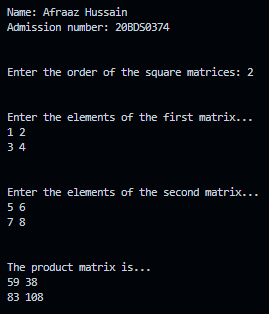 Name: Afraaz Hussain
Admission number: 20BDS0374
Enter the order of the square matrices: 2
Enter the elements of the first matrix...
1 2
3 4
Enter the elements of the second matrix...
5 6
7 8
The product matrix is...
59 38
83 108